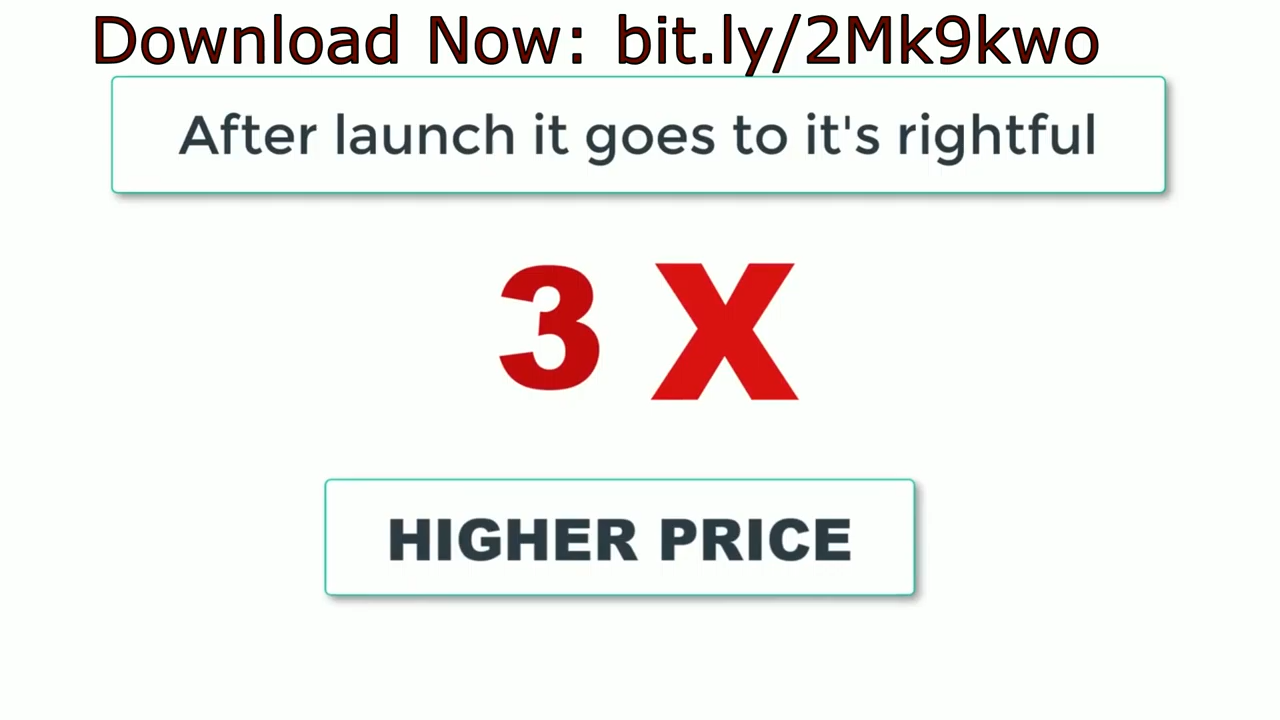 Download Now: bit.ly/2Mk9kwo
After launch it goes to it's rightful
3 X
HIGHER PRICE